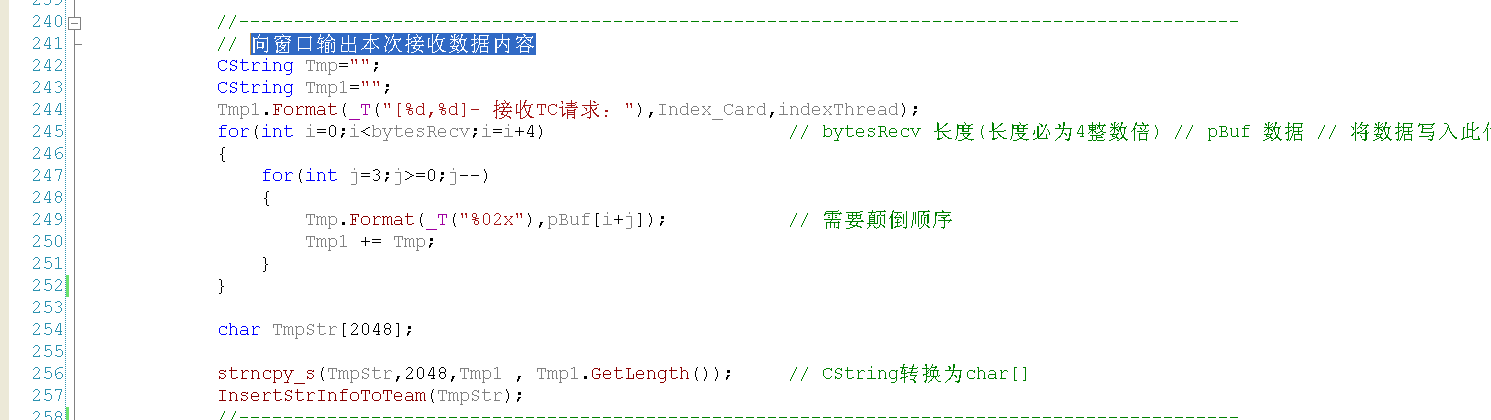 240 //-------------------------------------------------------------------------------------------
241 // 向窗口输出本次接收数据内容
242 CString Tmp="";
243 CString Tmp1="";
244 Tmp1.Format(_T("[%d,%d]- 接收TC请求: "),Index_Card,indexThread);
245 for(int i=0;i<bytesRecv;i=i+4) // bytesRecv 长度(长度必为4整数倍) // pBuf 数据 // 将数据写入此
246 {
247 for(int j=3;j>=0;j--)
248 {
249 Tmp.Format(_T("%02x"),pBuf[i+j]); // 需要颠倒顺序
250 Tmp1 += Tmp;
251 }
252 }
253
254 char TmpStr[2048];
255
256 strncpy_s(TmpStr,2048,Tmp1 , Tmp1.GetLength()); // CString转换为char[]
257 InsertStrInfoToTeam(TmpStr);
258 //-------------------------------------------------------------------------------------------